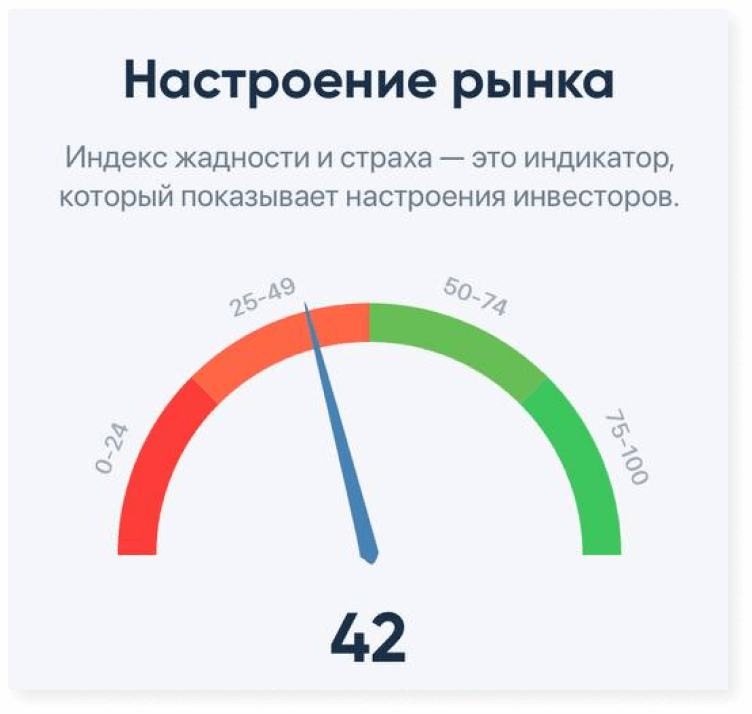 Настроение рынка
Индекс жадности и страха — это индикатор,
который показывает настроения инвесторов.
25-49
50-74
0-24
75-100
42